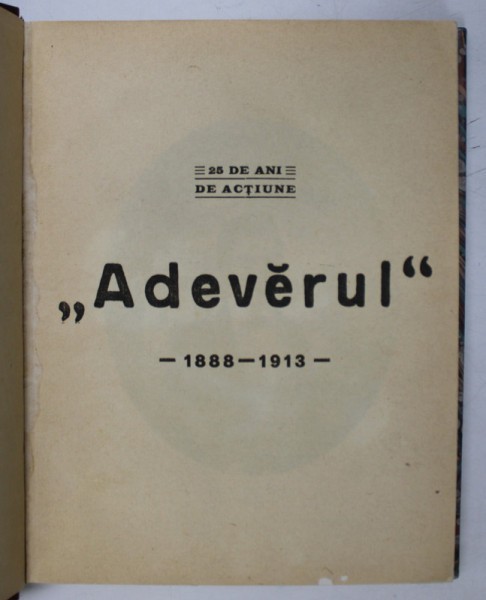 25 DE ANI
DE ACȚIUNE
„Adevĕrul“
— 1888—1913 —